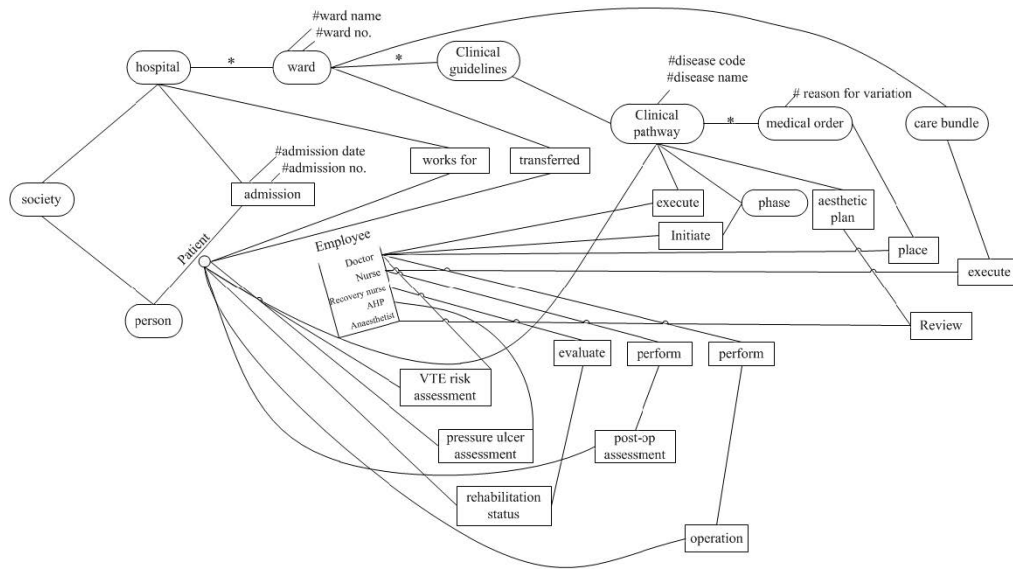 #ward name
#ward no.
hospital
*
ward
*
Clinical
guidelines
#disease code
#disease name
# reason for variation
Clinical
pathway
*
medical order
care bundle
#admission date
#admission no.
works for
transferred
society
admission
execute
phase
aesthetic
plan
Patient
Employee
Initiate
place
Doctor
Nurse
execute
Recovery nurse
AHP
Anaesthetist
person
Review
evaluate
perform
perform
VTE risk
assessment
pressure ulcer
assessment
post-op
assessment
rehabilitation
status
operation